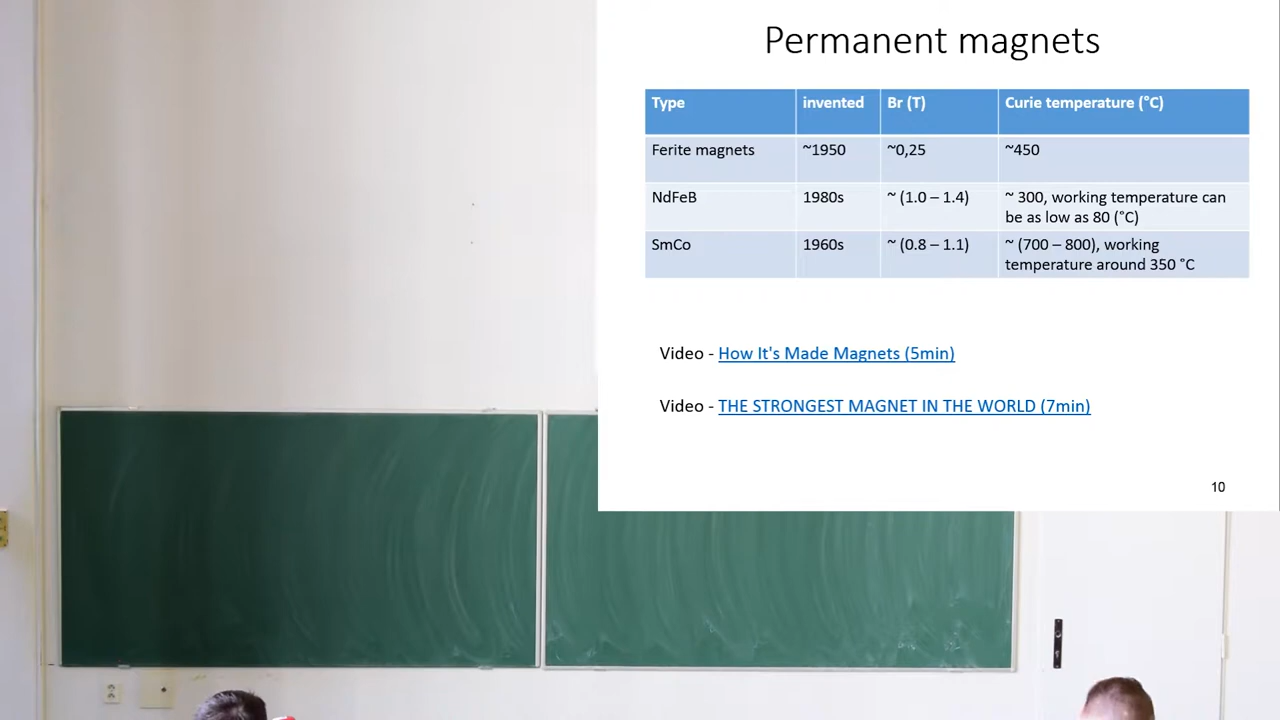 Permanent magnets
Type invented Br (T) Curie temperature (°C)
Ferite magnets ~1950 ~0,25 ~450
NdFeB 1980s ~ (1.0 – 1.4) ~ 300, working temperature can
be as low as 80 (°C)
SmCo 1960s ~ (0.8 – 1.1) ~ (700 – 800), working
temperature around 350 °C
Video - How It's Made Magnets (5min)
Video - THE STRONGEST MAGNET IN THE WORLD (7min)
10